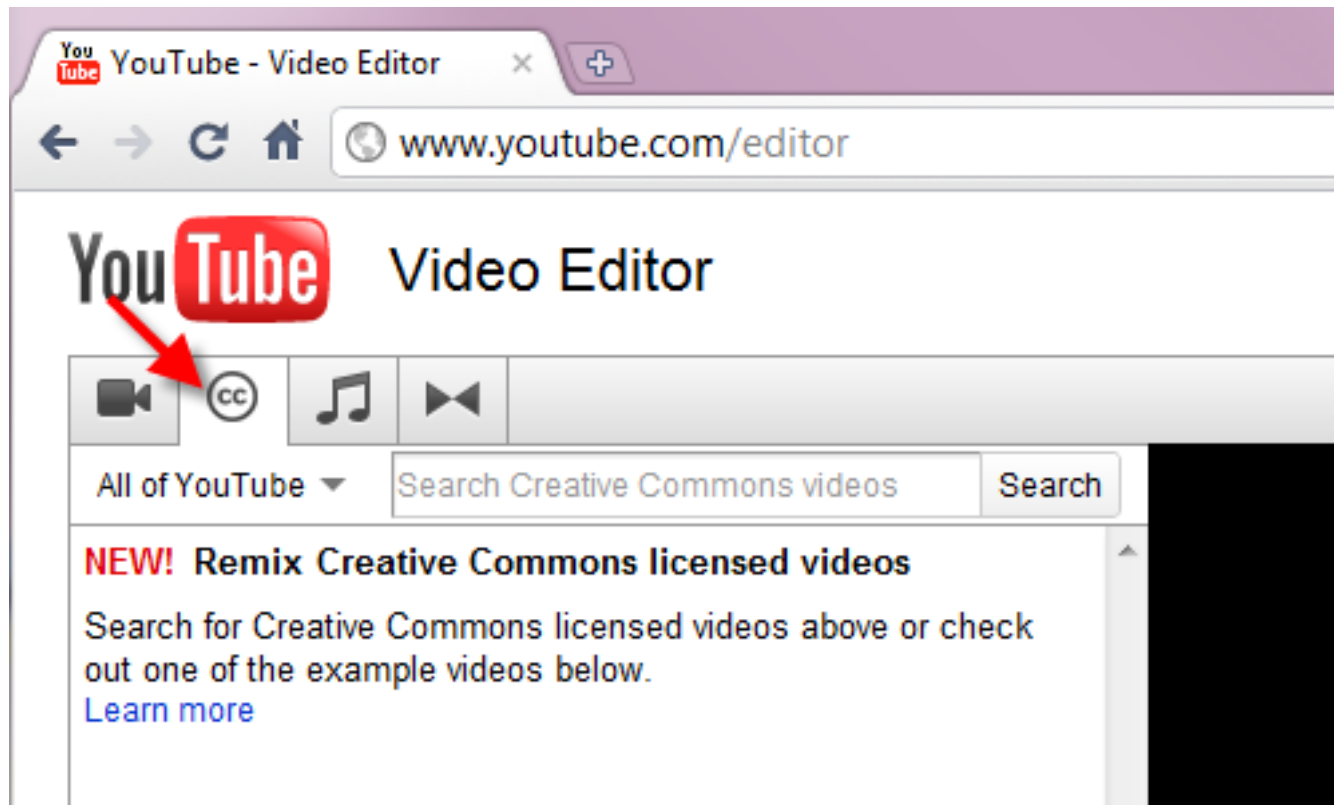 You
Tube YouTube - Video Editor
www.youtube.com/editor
YouTube Video Editor
cc
All of YouTube Search Creative Commons videos Search
NEW! Remix Creative Commons licensed videos
Search for Creative Commons licensed videos above or check
out one of the example videos below.
Learn more